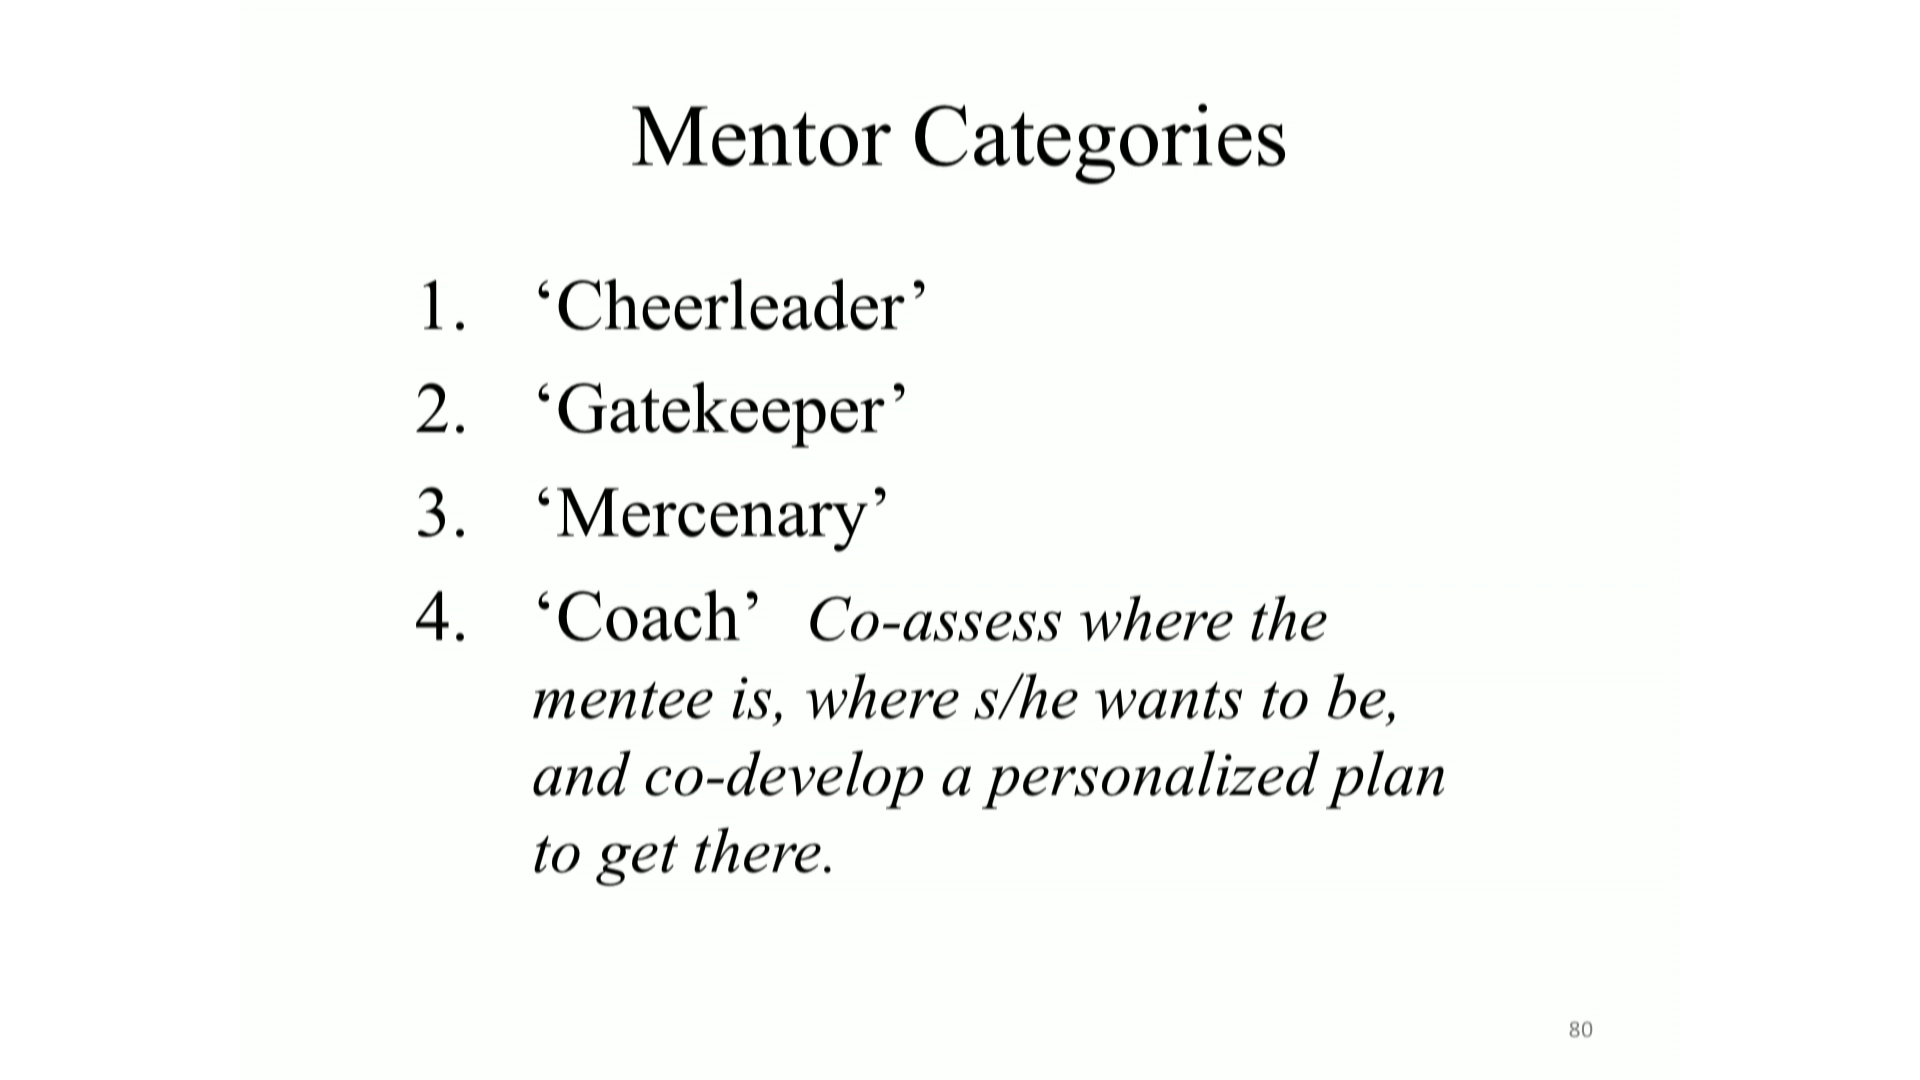 Mentor Categories
1. ‘Cheerleader’
2. ‘Gatekeeper’
3. ‘Mercenary’
4. ‘Coach’ Co-assess where the
mentee is, where s/he wants to be,
and co-develop a personalized plan
to get there.
80